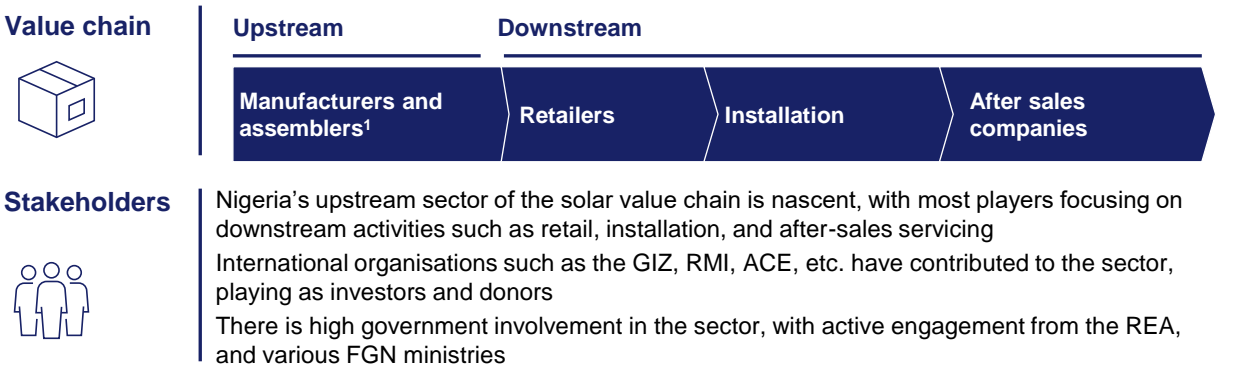 Value chain
Upstream
Downstream
Manufacturers and
assemblers¹
Retailers
Installation
After sales
companies
Stakeholders
Nigeria’s upstream sector of the solar value chain is nascent, with most players focusing on
downstream activities such as retail, installation, and after-sales servicing
International organisations such as the GIZ, RMI, ACE, etc. have contributed to the sector,
playing as investors and donors
There is high government involvement in the sector, with active engagement from the REA,
and various FGN ministries